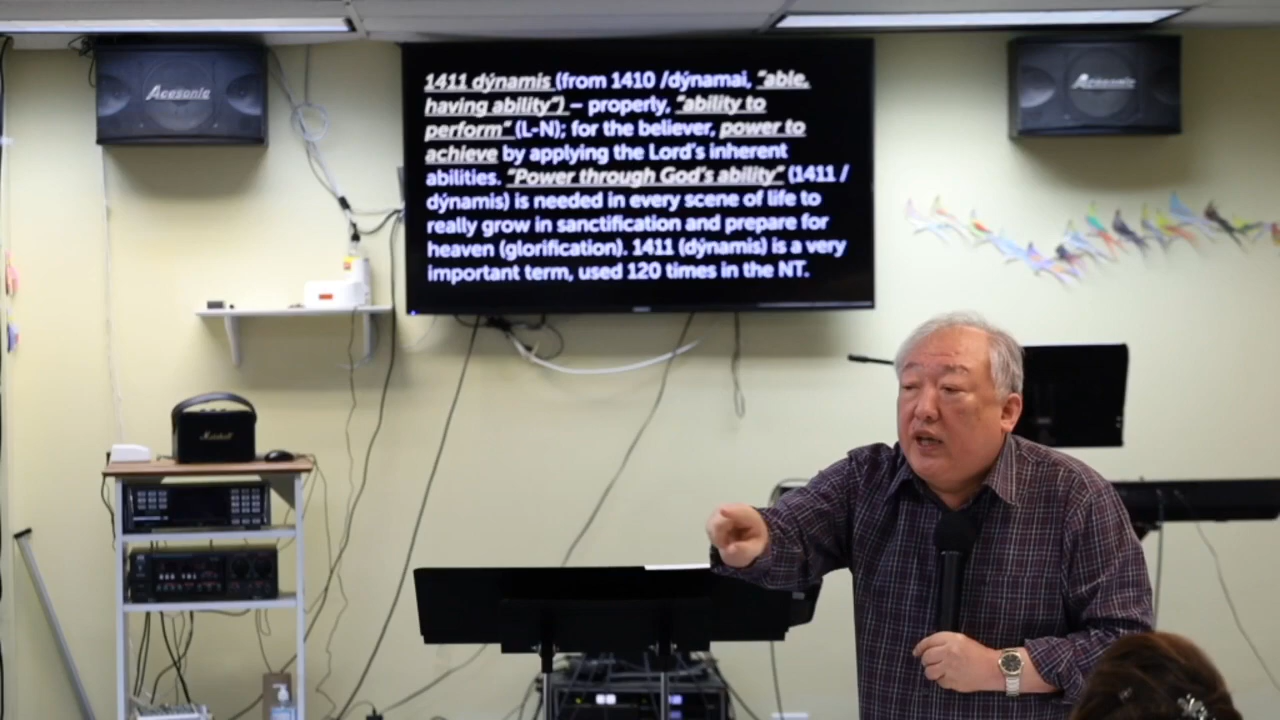 Acesonic
1411 dýnamis (from 1410 /dýnamai, "able,
having ability") – properly, "ability to
perform" (L-N); for the believer, power to
achieve by applying the Lord's inherent
abilities. "Power through God's ability" (1411 /
dýnamis) is needed in every scene of life to
really grow in sanctification and prepare for
heaven (glorification). 1411 (dýnamis) is a very
important term, used 120 times in the NT.
Acesonic
Marshall